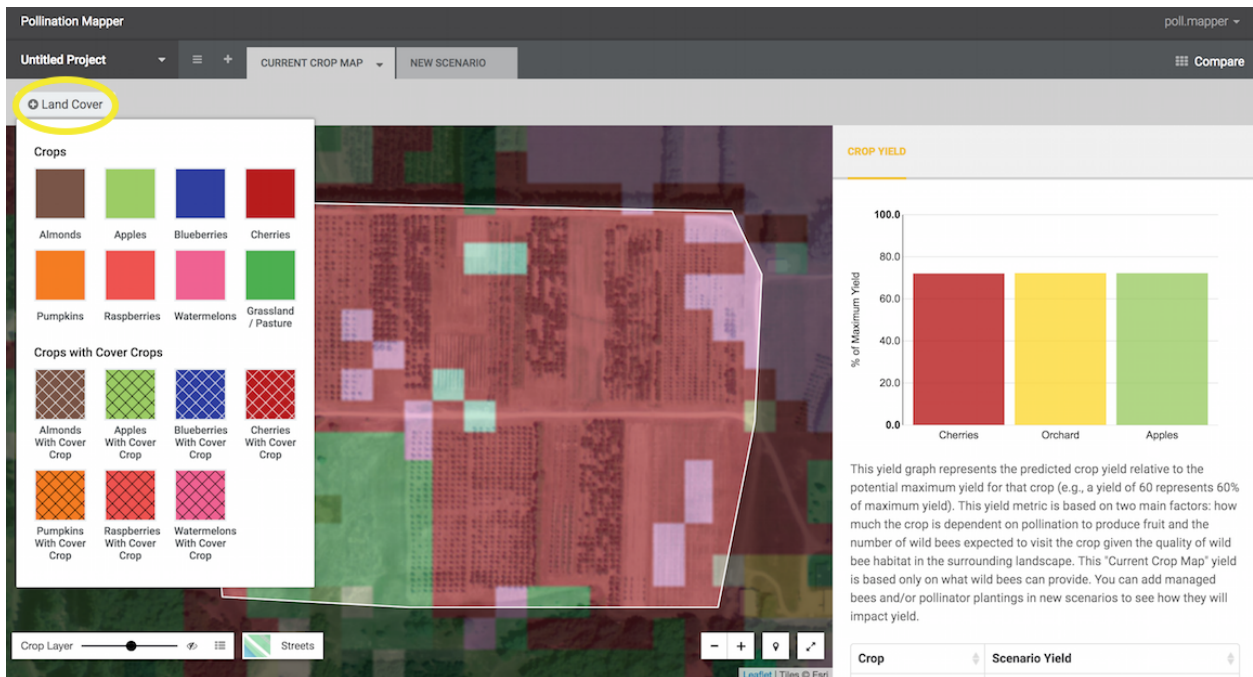 Pollination Mapper
poll.mapper
Untitled Project
CURRENT CROP MAP
NEW SCENARIO
Compare
Land Cover
Crops
Almonds
Apples
Blueberries
Cherries
Pumpkins
Raspberries
Watermelons
Grassland
/ Pasture
Crops with Cover Crops
Almonds
With Cover
Crop
Apples
With Cover
Crop
Blueberries
With Cover
Crop
Cherries
With Cover
Crop
Pumpkins
With Cover
Crop
Raspberries
With Cover
Crop
Watermelons
With Cover
Crop
Crop Layer
Streets
Leaflet | Tiles © Esri
CROP YIELD
% of Maximum Yield
100.0
80.0
60.0
40.0
20.0
0.0
Cherries
Orchard
Apples
This yield graph represents the predicted crop yield relative to the
potential maximum yield for that crop (e.g., a yield of 60 represents 60%
of maximum yield). This yield metric is based on two main factors: how
much the crop is dependent on pollination to produce fruit and the
number of wild bees expected to visit the crop given the quality of wild
bee habitat in the surrounding landscape. This "Current Crop Map" yield
is based only on what wild bees can provide. You can add managed
bees and/or pollinator plantings in new scenarios to see how they will
impact yield.
Crop
Scenario Yield